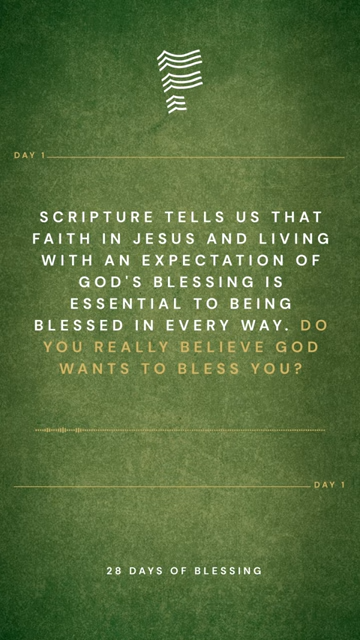 DAY 1
SCRIPTURE TELLS US THAT
FAITH IN JESUS AND LIVING
WITH AN EXPECTATION OF
GOD'S BLESSING IS
ESSENTIAL TO BEING
BLESSED IN EVERY WAY. DO
YOU REALLY BELIEVE GOD
WANTS TO BLESS YOU?
DAY 1
28 DAYS OF BLESSING